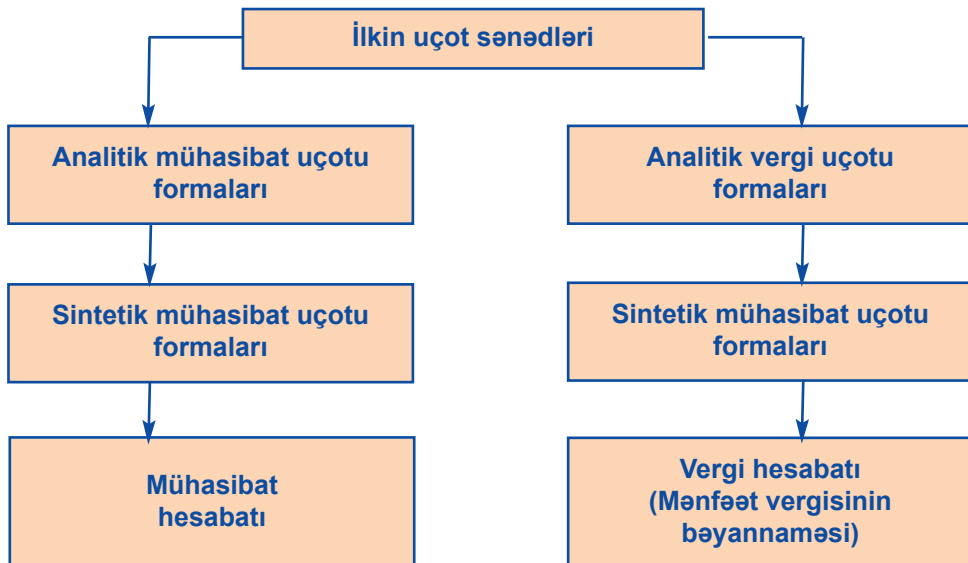 İlkin uçot sənədləri
Analitik mühasibat uçotu
formaları
Analitik vergi uçotu
formaları
Sintetik mühasibat uçotu
formaları
Sintetik mühasibat uçotu
formaları
Mühasibat
hesabatı
Vergi hesabatı
(Mənfəət vergisinin
bəyannaməsi)